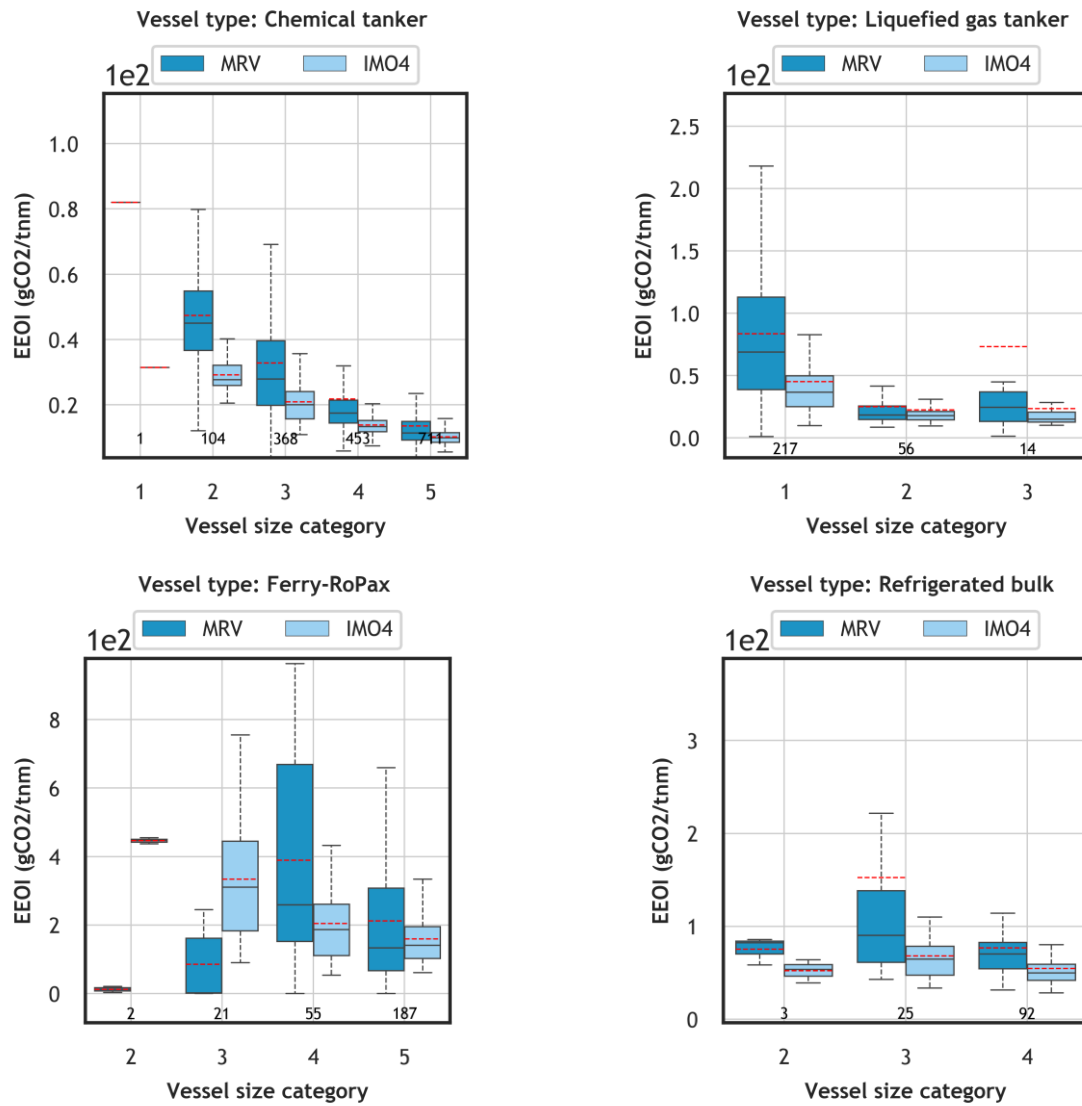 Vessel type: Chemical tanker
MRV IMO4
1e2
1.0
0.8
0.6
0.4
0.2
EEOI (gCO2/tnm)
1 104 368 453 711
1 2 3 4 5
Vessel size category
Vessel type: Liquefied gas tanker
MRV IMO4
1e2
2.5
2.0
1.5
1.0
0.5
0.0
EEOI (gCO2/tnm)
217 56 14
1 2 3
Vessel size category
Vessel type: Ferry-RoPax
MRV IMO4
1e2
8
6
4
2
0
EEOI (gCO2/tnm)
2 21 55 187
2 3 4 5
Vessel size category
Vessel type: Refrigerated bulk
MRV IMO4
1e2
3
2
1
0
EEOI (gCO2/tnm)
3 25 92
2 3 4
Vessel size category